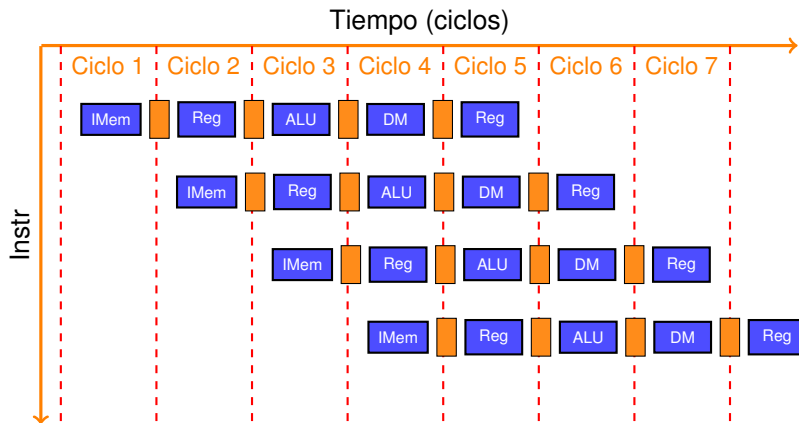 Tiempo (ciclos)
Ciclo 1 Ciclo 2 Ciclo 3 Ciclo 4 Ciclo 5 Ciclo 6 Ciclo 7
IMem Reg ALU DM Reg
IMem Reg ALU DM Reg
Instr
IMem Reg ALU DM Reg
IMem Reg ALU DM Reg